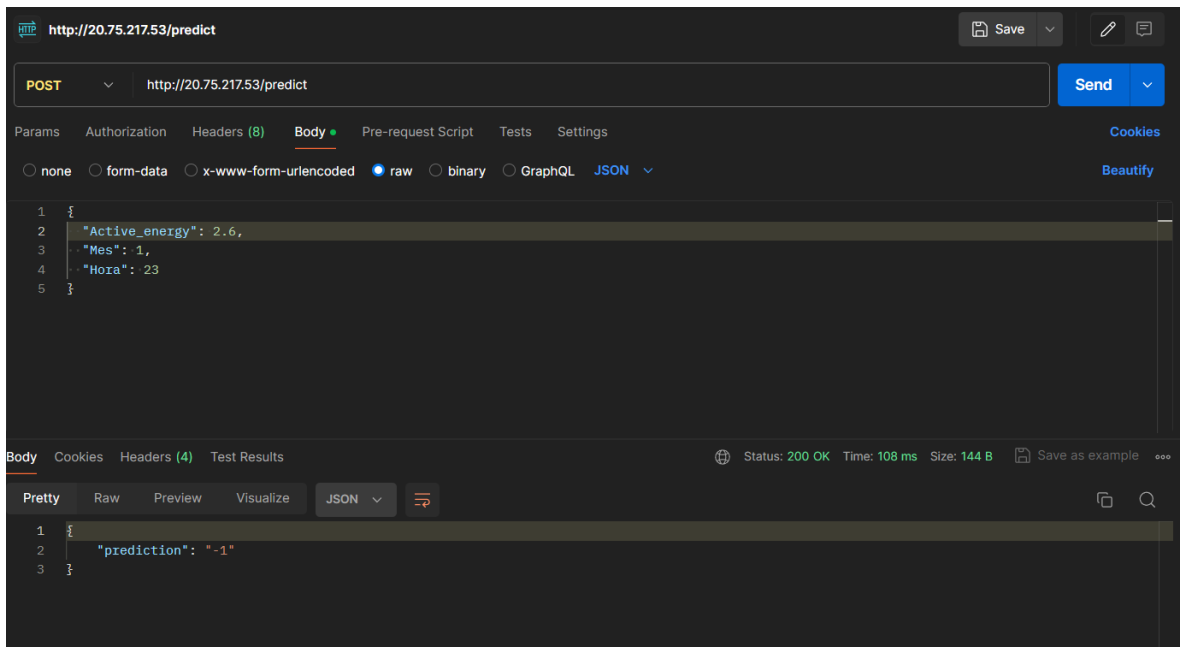 HTTP http://20.75.217.53/predict Save
POST http://20.75.217.53/predict Send
Params Authorization Headers (8) Body Pre-request Script Tests Settings Cookies
none form-data x-www-form-urlencoded raw binary GraphQL JSON Beautify
1 {
2 "Active_energy": 2.6,
3 "Mes": 1,
4 "Hora": 23
5 }
Body Cookies Headers (4) Test Results Status: 200 OK Time: 108 ms Size: 144 B Save as example
Pretty Raw Preview Visualize JSON
1 {
2 "prediction": "-1"
3 }